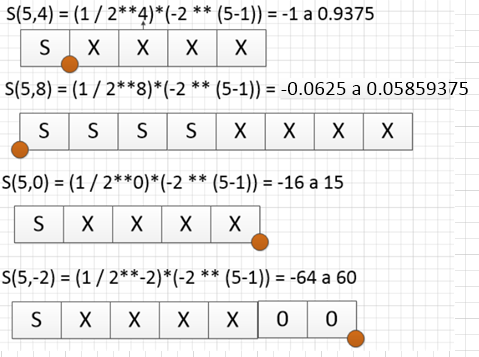 S(5,4) = (1 / 2**4)*(-2 ** (5-1)) = -1 a 0.9375
S X X X X
S(5,8) = (1 / 2**8)*(-2 ** (5-1)) = -0.0625 a 0.05859375
S S S S X X X X
S(5,0) = (1 / 2**0)*(-2 ** (5-1)) = -16 a 15
S X X X X
S(5,-2) = (1 / 2**-2)*(-2 ** (5-1)) = -64 a 60
S X X X X 0 0